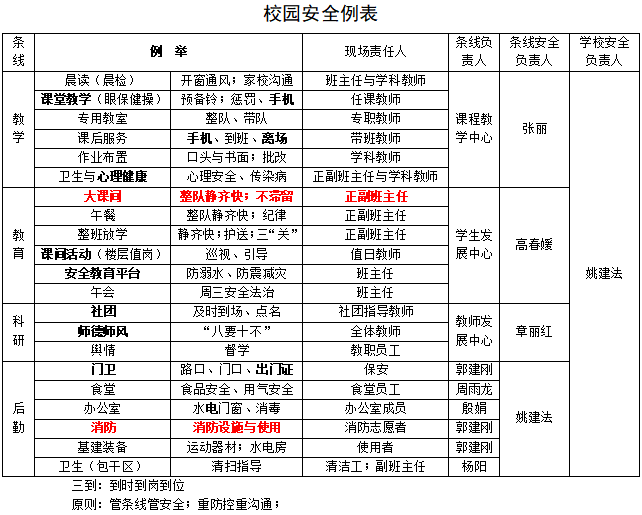 校园安全例表
条线 例 举 现场责任人 条线负责人 条线安全负责人 学校安全负责人
教学 晨读（晨检） 开窗通风；家校沟通 班主任与学科教师 课程教学中心 张丽 姚建法
课堂教学（眼保健操） 预备铃；惩罚、手机 任课教师
专用教室 整队、带队 专职教师
课后服务 手机、到班、离场 带班教师
作业布置 口头与书面；批改 学科教师
卫生与心理健康 心理安全、传染病 正副班主任与学科教师
教育 大课间 整队静齐快；不滞留 正副班主任 学生发展中心 高春媛
午餐 整队静齐快；纪律 正副班主任
整班放学 静齐快；护送；三“关” 正副班主任
课间活动（楼层值岗） 巡视、引导 值日教师
安全教育平台 防溺水、防震减灾 班主任
午会 周三安全法治 班主任
科研 社团 及时到场、点名 社团指导教师 教师发展中心 章丽红
师德师风 “八要十不” 全体教师
舆情 督学 教职员工
后勤 门卫 路口、门口、出门证 保安 郭建刚 姚建法
食堂 食品安全、用气安全 食堂员工 周雨龙
办公室 水电门窗、消毒 办公室成员 殷娟
消防 消防设施与使用 消防志愿者 郭建刚
基建装备 运动器材；水电房 使用者 郭建刚
卫生（包干区） 清扫指导 清洁工；副班主任 杨阳
三到：到时到岗到位
原则：管条线管安全；重防控重沟通；